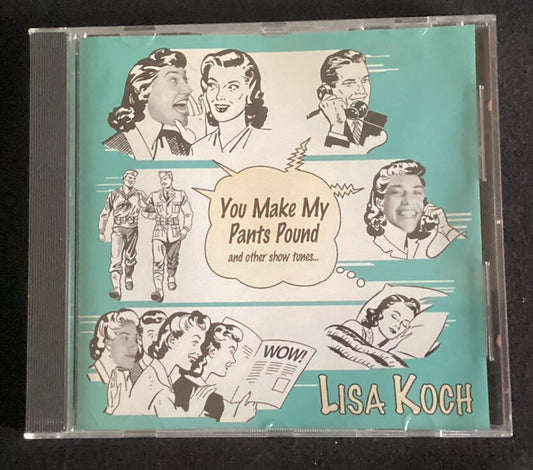 You Make My
Pants Pound
and other show tunes...
WOW!
LISA KOCH